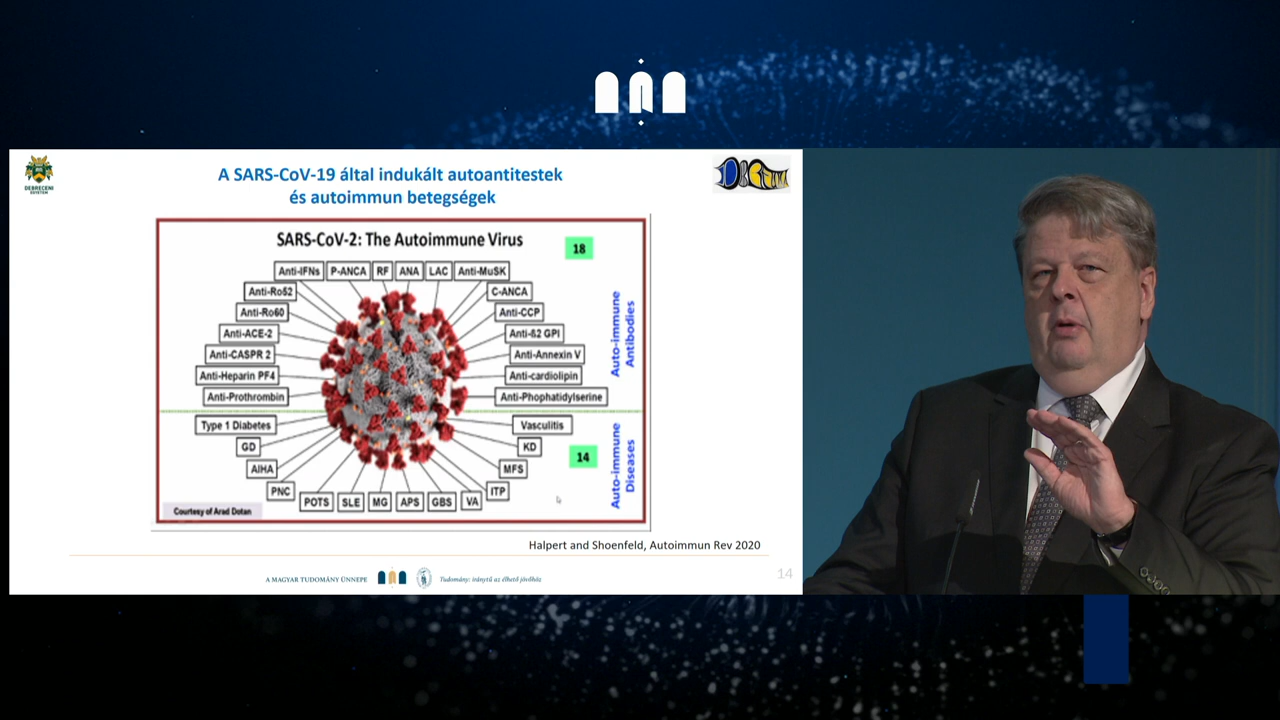 DEBRECENI
EGYETEM
A SARS-CoV-19 által indukált autoantitestek
és autoimmun betegségek
SARS-CoV-2: The Autoimmune Virus
18
Anti-IFNs
P-ANCA
RF
ANA
LAC
Anti-MuSK
Anti-Ro52
C-ANCA
Anti-Ro60
Anti-CCP
Anti-ACE-2
Anti-ß2 GPI
Anti-CASPR 2
Anti-Annexin V
Anti-Heparin PF4
Anti-cardiolipin
Anti-Prothrombin
Anti-Phophatidylserine
Auto-immune
Antibodies
Type 1 Diabetes
Vasculitis
GD
KD
14
AIHA
MFS
PNC
ITP
POTS
SLE
MG
APS
GBS
VA
Auto-immune
Diseases
Courtesy of Arad Dotan
Halpert and Shoenfeld, Autoimmun Rev 2020
A MAGYAR TUDOMÁNY ÜNNEPE
Tudomány: iránytű az élhető jövőhöz
14